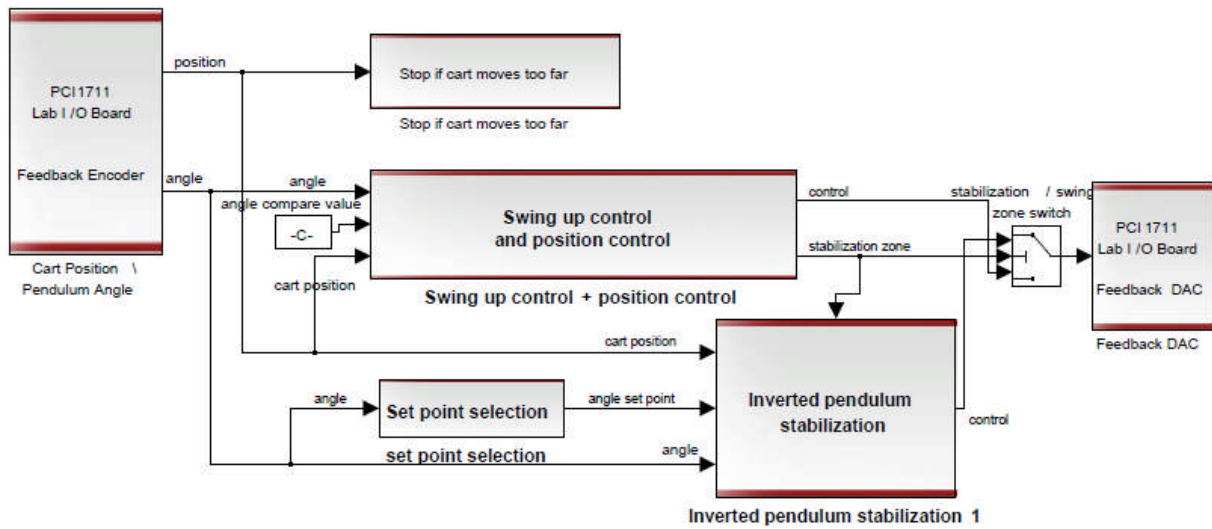 PCI 1711
Lab I /O Board
Feedback Encoder
Cart Position \
Pendulum Angle
position
angle
Stop if cart moves too far
Stop if cart moves too far
angle
angle compare value
-C-
cart position
Swing up control
and position control
Swing up control + position control
control
stabilization zone
stabilization / swing
zone switch
PCI 1711
Lab I /O Board
Feedback DAC
Feedback DAC
cart position
angle
Set point selection
set point selection
angle set point
angle
Inverted pendulum
stabilization
control
Inverted pendulum stabilization 1